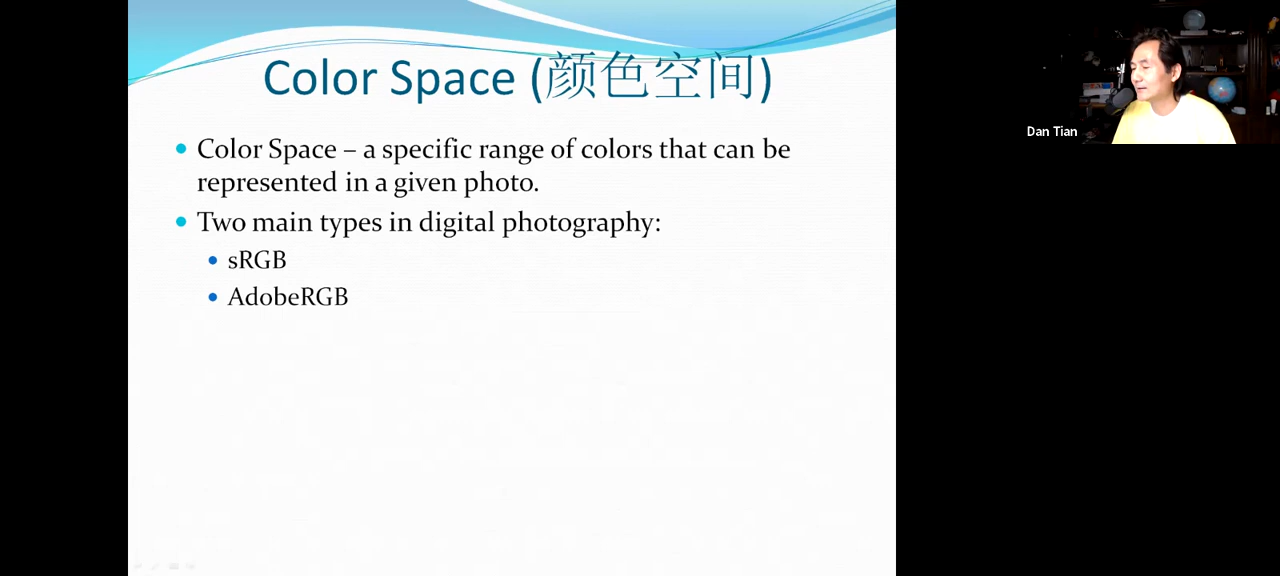 Color Space (颜色空间)
Color Space – a specific range of colors that can be
represented in a given photo.
Two main types in digital photography:
sRGB
AdobeRGB
Dan Tian